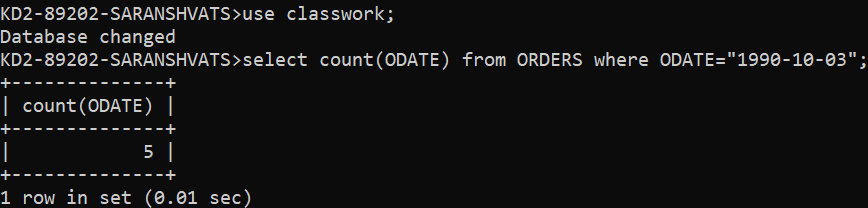 KD2-89202-SARANSHVATS>use classwork;
Database changed
KD2-89202-SARANSHVATS>select count(ODATE) from ORDERS where ODATE="1990-10-03";
+--------------+
| count(ODATE) |
+--------------+
|            5 |
+--------------+
1 row in set (0.01 sec)